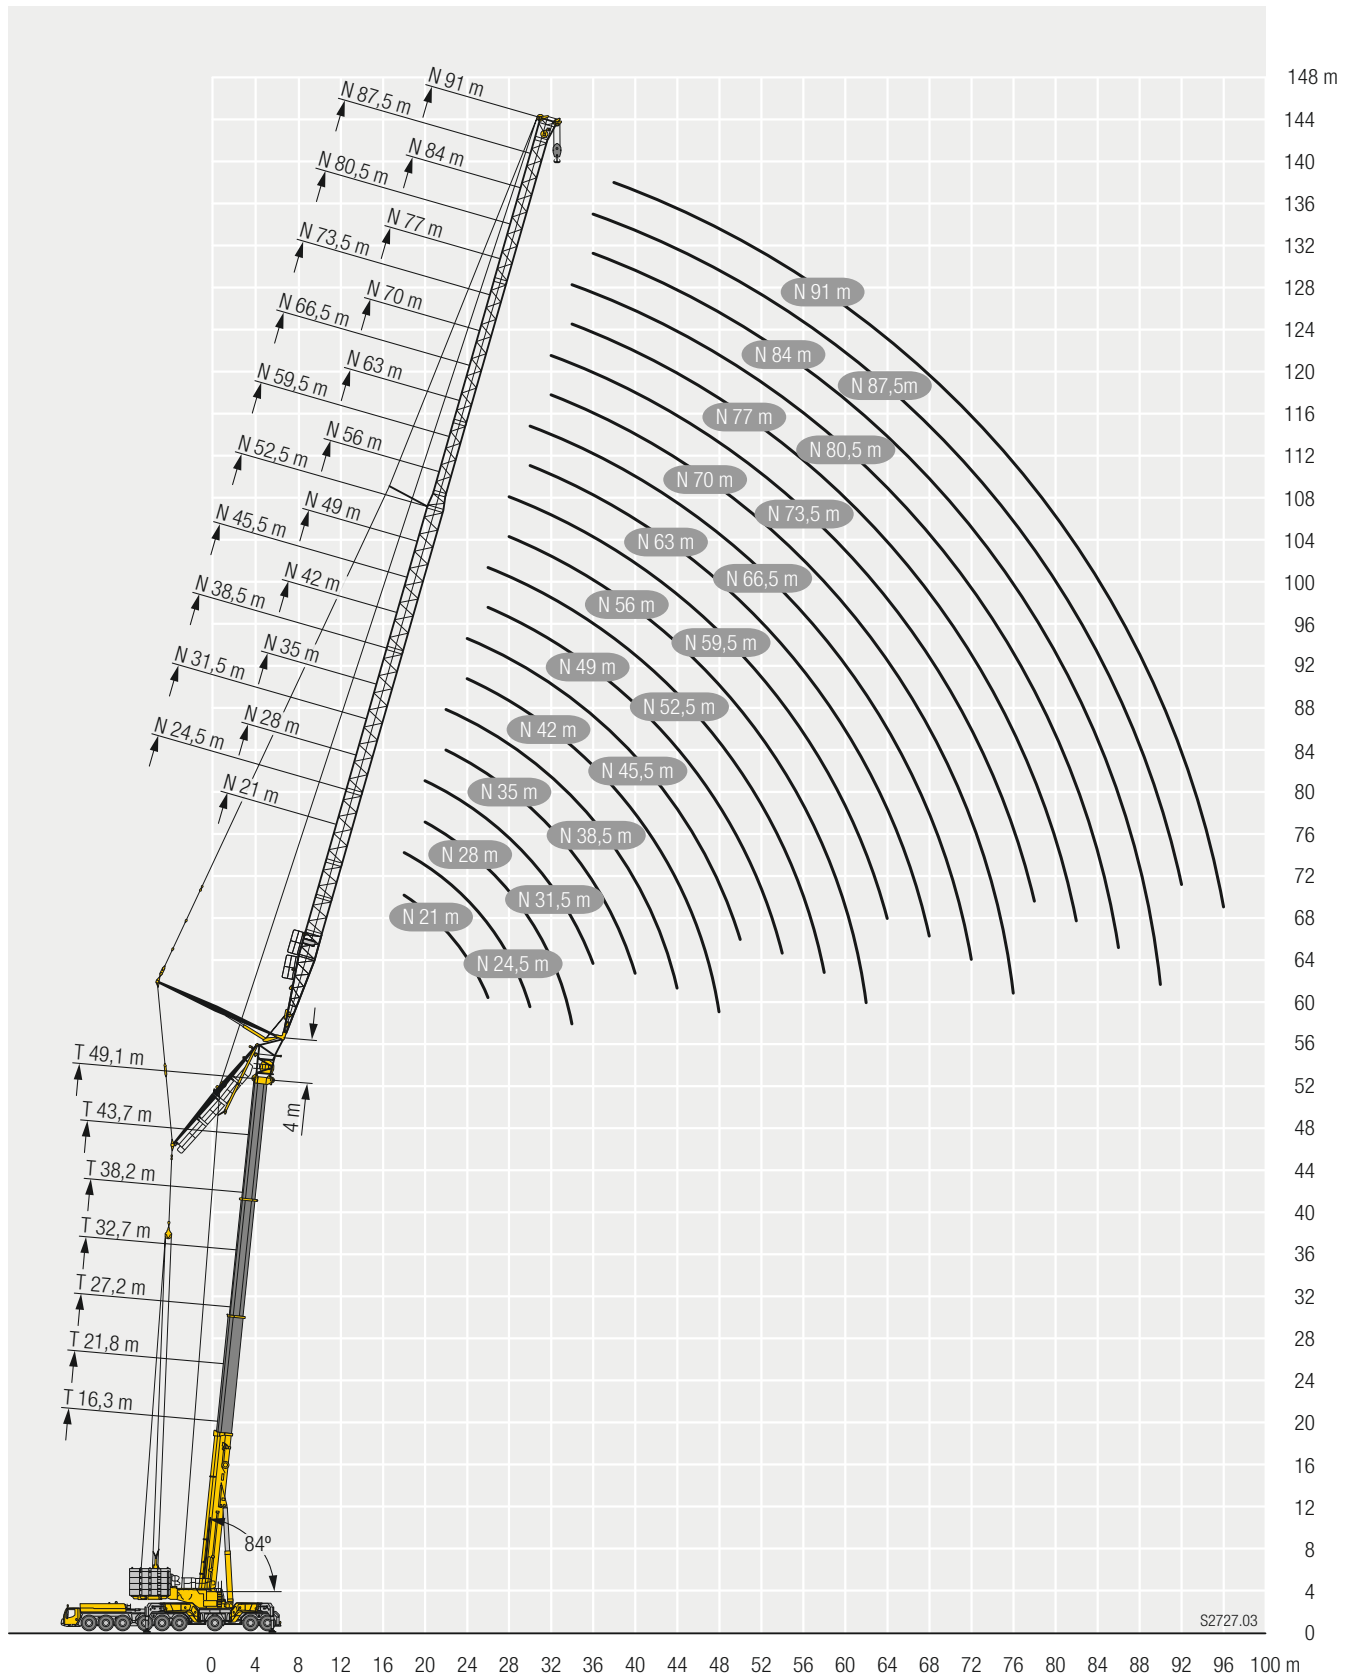 N 91 m
N 87,5 m
N 84 m
N 80,5 m
N 77 m
N 73,5 m
N 70 m
N 66,5 m
N 63 m
N 59,5 m
N 56 m
N 52,5 m
N 49 m
N 45,5 m
N 42 m
N 38,5 m
N 35 m
N 31,5 m
N 28 m
N 24,5 m
N 21 m
T 49,1 m
T 43,7 m
4 m
T 38,2 m
T 32,7 m
T 27,2 m
T 21,8 m
T 16,3 m
84º
N 91 m
N 84 m
N 87,5m
N 77 m
N 80,5 m
N 70 m
N 73,5 m
N 63 m
N 66,5 m
N 56 m
N 59,5 m
N 49 m
N 52,5 m
N 42 m
N 45,5 m
N 35 m
N 38,5 m
N 28 m
N 31,5 m
N 21 m
N 24,5 m
148 m
144
140
136
132
128
124
120
116
112
108
104
100
96
92
88
84
80
76
72
68
64
60
56
52
48
44
40
36
32
28
24
20
16
12
8
4
0
S2727.03
0 4 8 12 16 20 24 28 32 36 40 44 48 52 56 60 64 68 72 76 80 84 88 92 96 100 m